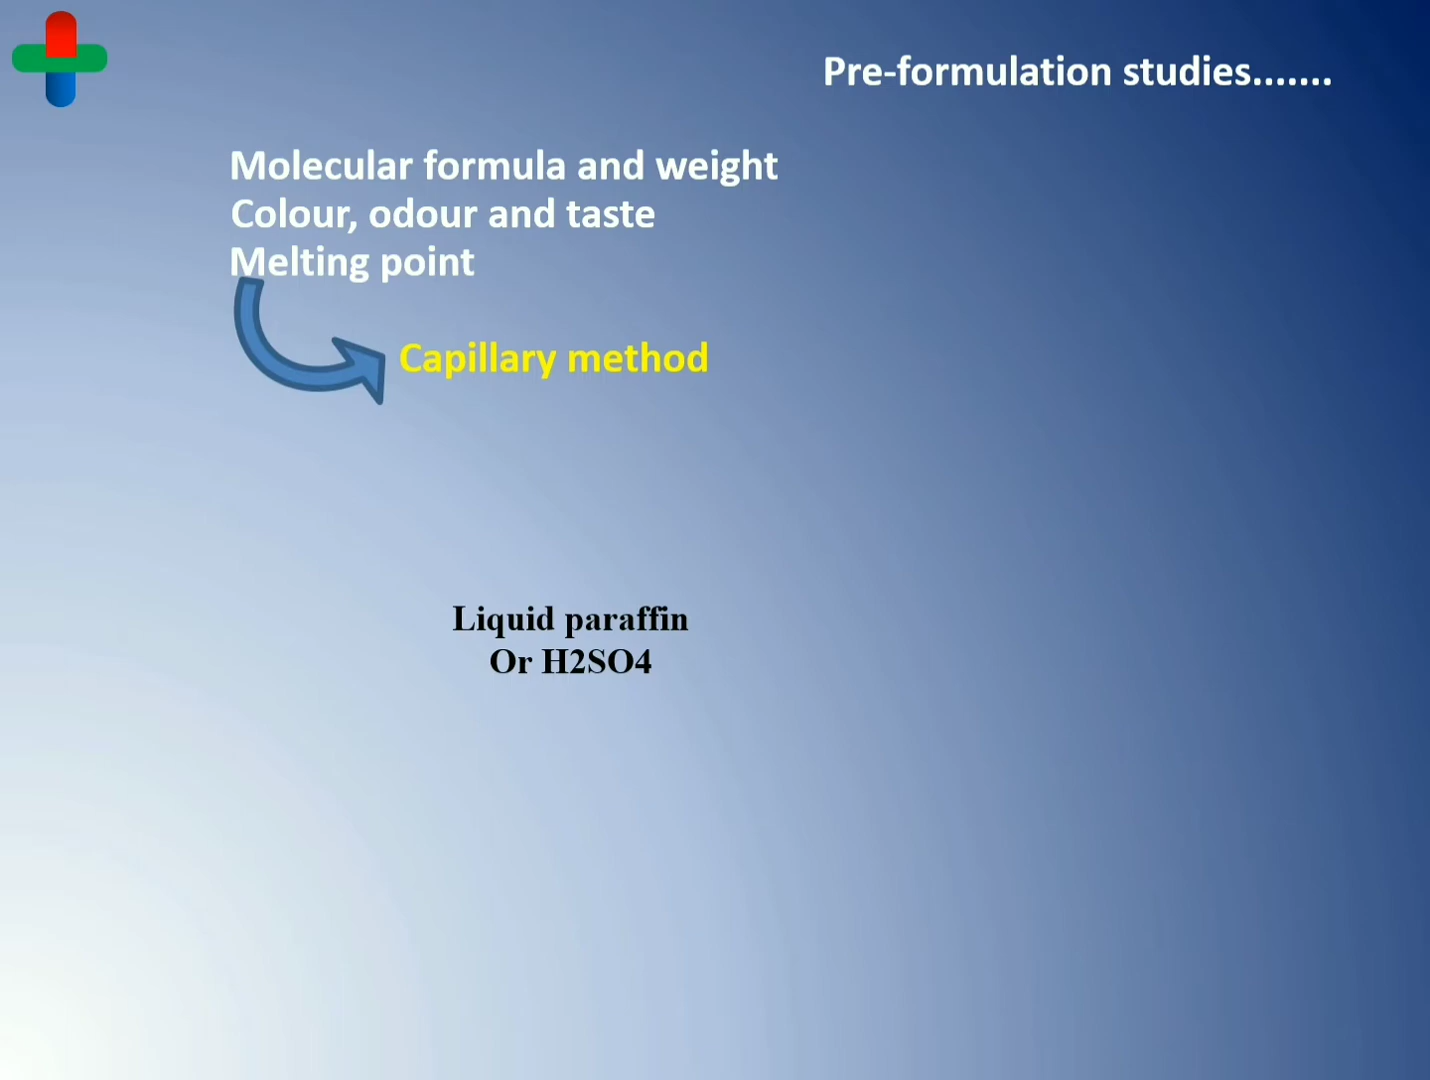 Pre-formulation studies.......
Molecular formula and weight
Colour, odour and taste
Melting point
Capillary method
Liquid paraffin
Or H2SO4